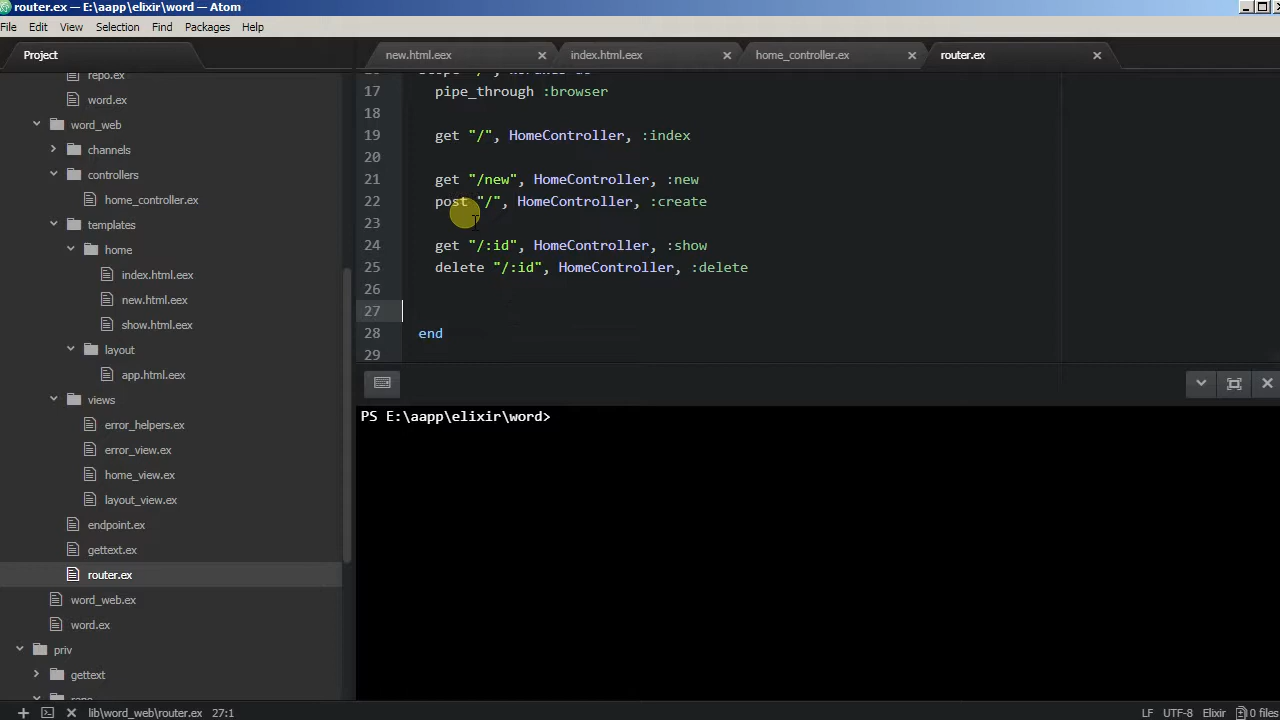 router.ex — E:\aapp\elixir\word — Atom
File Edit View Selection Find Packages Help
Project
new.html.eex index.html.eex home_controller.ex router.ex
repo.ex
word.ex
word_web
channels
controllers
home_controller.ex
templates
home
index.html.eex
new.html.eex
show.html.eex
layout
app.html.eex
views
error_helpers.ex
error_view.ex
home_view.ex
layout_view.ex
endpoint.ex
gettext.ex
router.ex
word_web.ex
word.ex
priv
gettext
17 pipe_through :browser
18
19 get "/", HomeController, :index
20
21 get "/new", HomeController, :new
22 post "/", HomeController, :create
23
24 get "/:id", HomeController, :show
25 delete "/:id", HomeController, :delete
26
27
28 end
29
PS E:\aapp\elixir\word>
lib\word_web\router.ex 27:1 LF UTF-8 Elixir 10 files